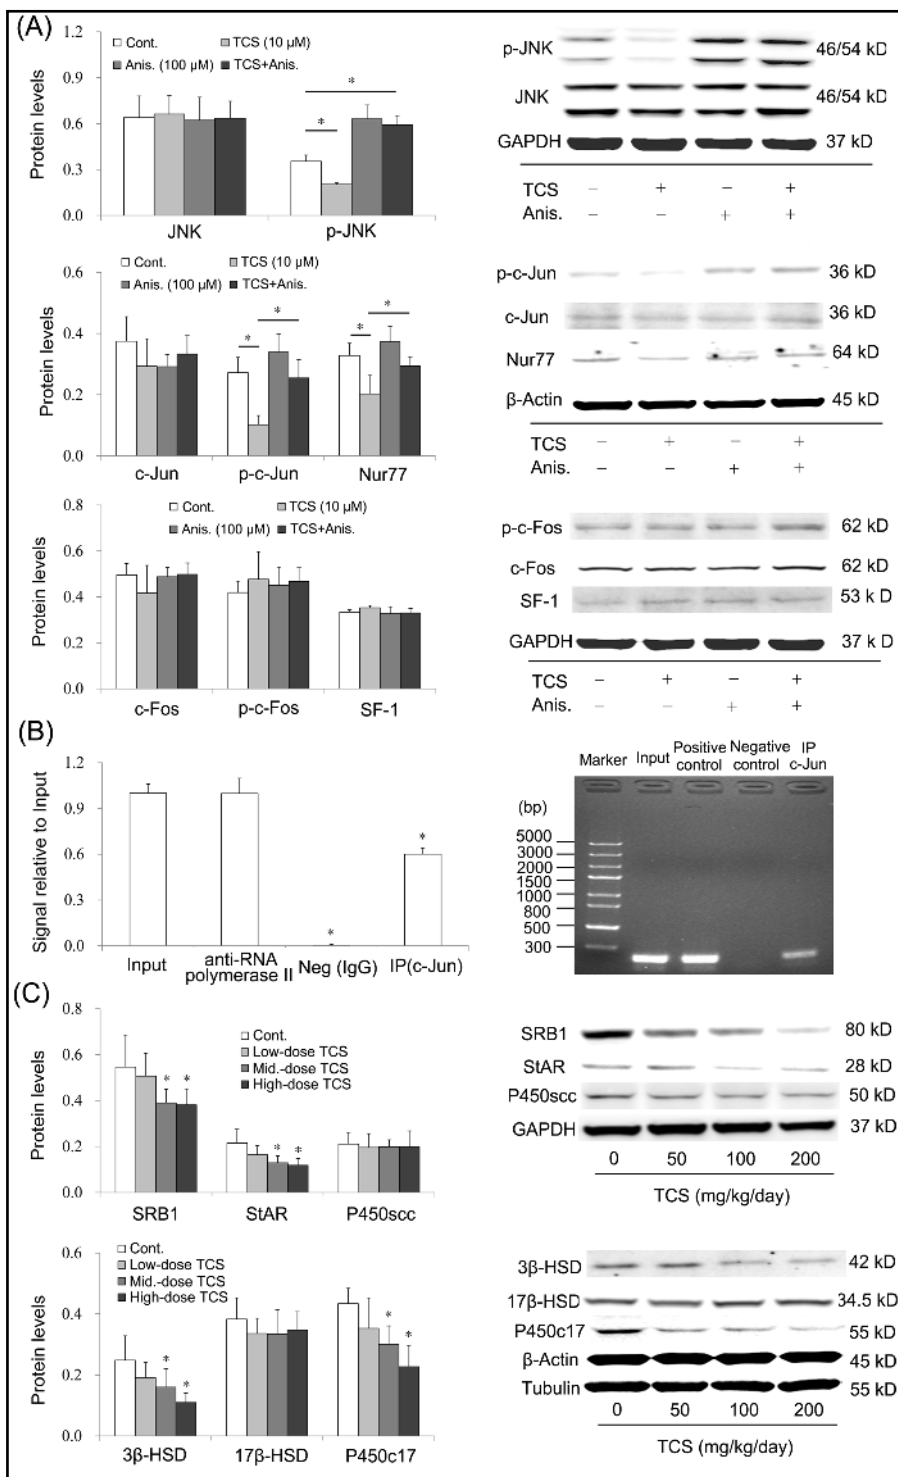 (A)
1.2
0.9
0.6
0.3
0.0
Protein levels
Cont.
TCS (10 µM)
Anis. (100 µM)
TCS+Anis.
*
*
JNK
p-JNK
p-JNK
46/54 kD
JNK
46/54 kD
GAPDH
37 kD
TCS
– + – +
Anis.
– – + +
0.6
0.4
0.2
0.0
Protein levels
Cont.
TCS (10 µM)
Anis. (100 µM)
TCS+Anis.
* *
* *
c-Jun
p-c-Jun
Nur77
p-c-Jun
36 kD
c-Jun
36 kD
Nur77
64 kD
β-Actin
45 kD
TCS
– + – +
Anis.
– – + +
0.8
0.6
0.4
0.2
0.0
Protein levels
Cont.
TCS (10 µM)
Anis. (100 µM)
TCS+Anis.
c-Fos
p-c-Fos
SF-1
p-c-Fos
62 kD
c-Fos
62 kD
SF-1
53 k D
GAPDH
37 k D
TCS
– + – +
Anis.
– – + +
(B)
1.2
0.9
0.6
0.3
0.0
Signal relative to Input
*
*
Input
anti-RNA
polymerase II
Neg (IgG)
IP(c-Jun)
Marker
Input
Positive
control
Negative
control
IP
c-Jun
(bp)
5000
3000
2000
1500
1000
800
500
300
(C)
0.8
0.6
0.4
0.2
0.0
Protein levels
Cont.
Low-dose TCS
Mid.-dose TCS
High-dose TCS
* *
* *
SRB1
StAR
P450scc
SRB1
80 kD
StAR
28 kD
P450scc
50 kD
GAPDH
37 kD
0 50 100 200
TCS (mg/kg/day)
0.6
0.4
0.2
0.0
Protein levels
Cont.
Low-dose TCS
Mid.-dose TCS
High-dose TCS
* *
* *
3β-HSD
17β-HSD
P450c17
3β-HSD
42 kD
17β-HSD
34.5 kD
P450c17
55 kD
β-Actin
45 kD
Tubulin
55 kD
0 50 100 200
TCS (mg/kg/day)